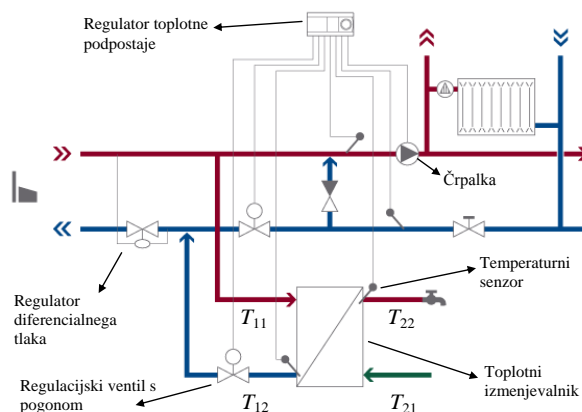 Regulator toplotne
podpostaje
Črpalka
Temperaturni
senzor
Regulator
diferencialnega
tlaka
T11
T22
Toplotni
izmenjevalnik
Regulacijski ventil s
pogonom
T12
T21